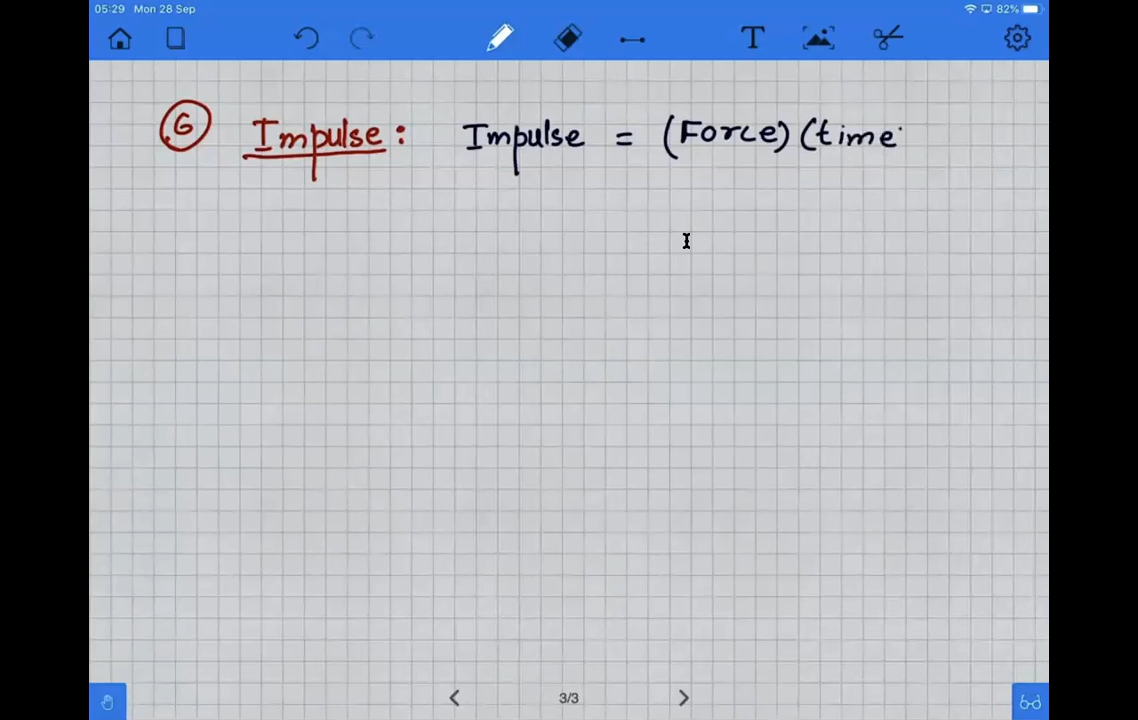 05:29 Mon 28 Sep
82%
T
6 Impulse: Impulse = (Force) (time
3/3